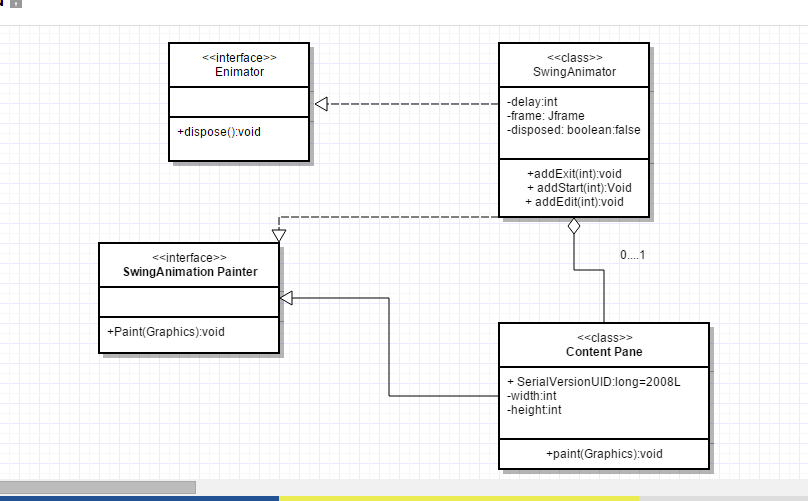 <<interface>>
Enimator
+dispose():void
<<class>>
SwingAnimator
-delay:int
-frame: Jframe
-disposed: boolean:false
+addExit(int):void
+ addStart(int):Void
+ addEdit(int):void
<<interface>>
SwingAnimation Painter
+Paint(Graphics):void
0....1
<<class>>
Content Pane
+ SerialVersionUID:long=2008L
-width:int
-height:int
+paint(Graphics):void